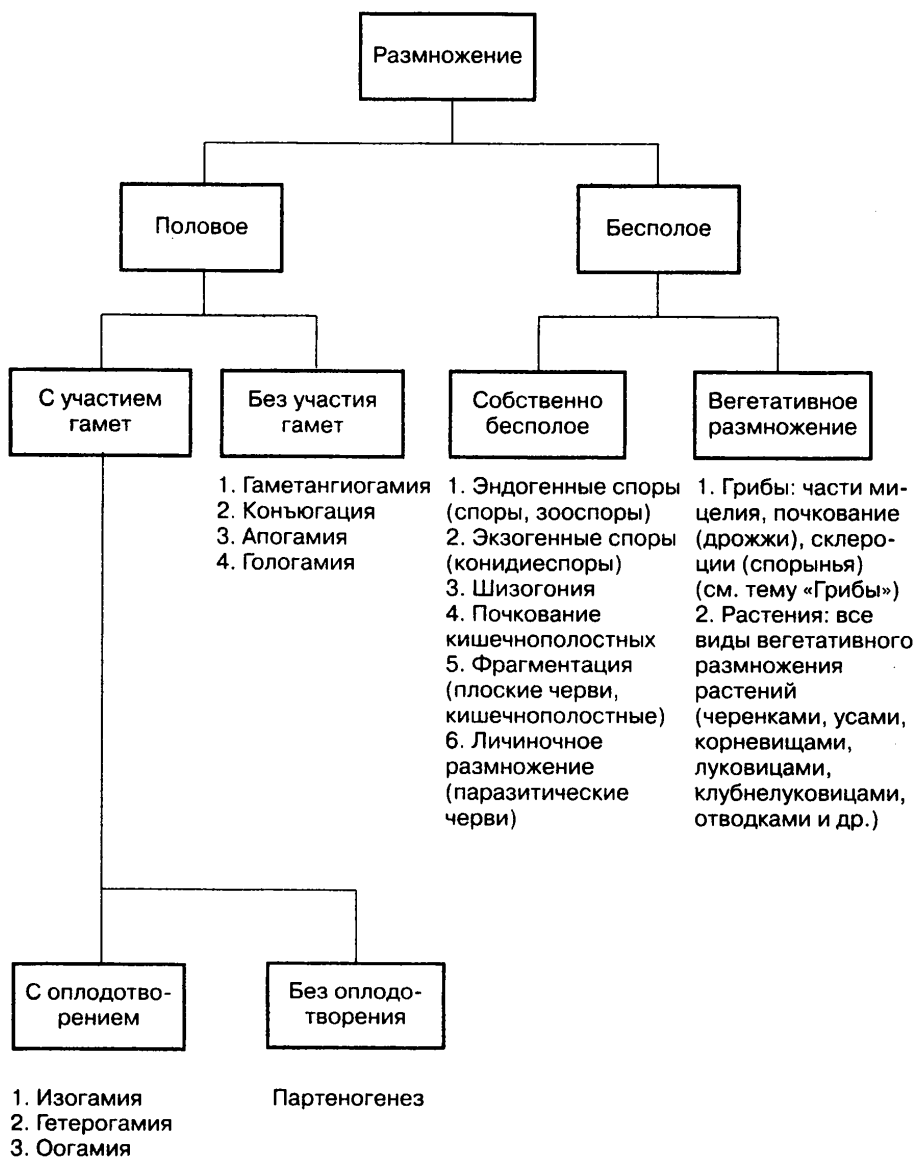 Размножение
Половое
Бесполое
С участием
гамет
Без участия
гамет
Собственно
бесполое
Вегетативное
размножение
1. Гаметангиогамия
2. Конъюгация
3. Апогамия
4. Гологамия
1. Эндогенные споры
(споры, зооспоры)
2. Экзогенные споры
(конидиеспоры)
3. Шизогония
4. Почкование
кишечнополостных
5. Фрагментация
(плоские черви,
кишечнополостные)
6. Личиночное
размножение
(паразитические
черви)
1. Грибы: части ми-
целия, почкование
(дрожжи), склеро-
ции (спорынья)
(см. тему «Грибы»)
2. Растения: все
виды вегетативного
размножения
растений
(черенками, усами,
корневищами,
луковицами,
клубнелуковицами,
отводками и др.)
С оплодотво-
рением
Без оплодо-
творения
1. Изогамия
2. Гетерогамия
3. Оогамия
Партеногенез